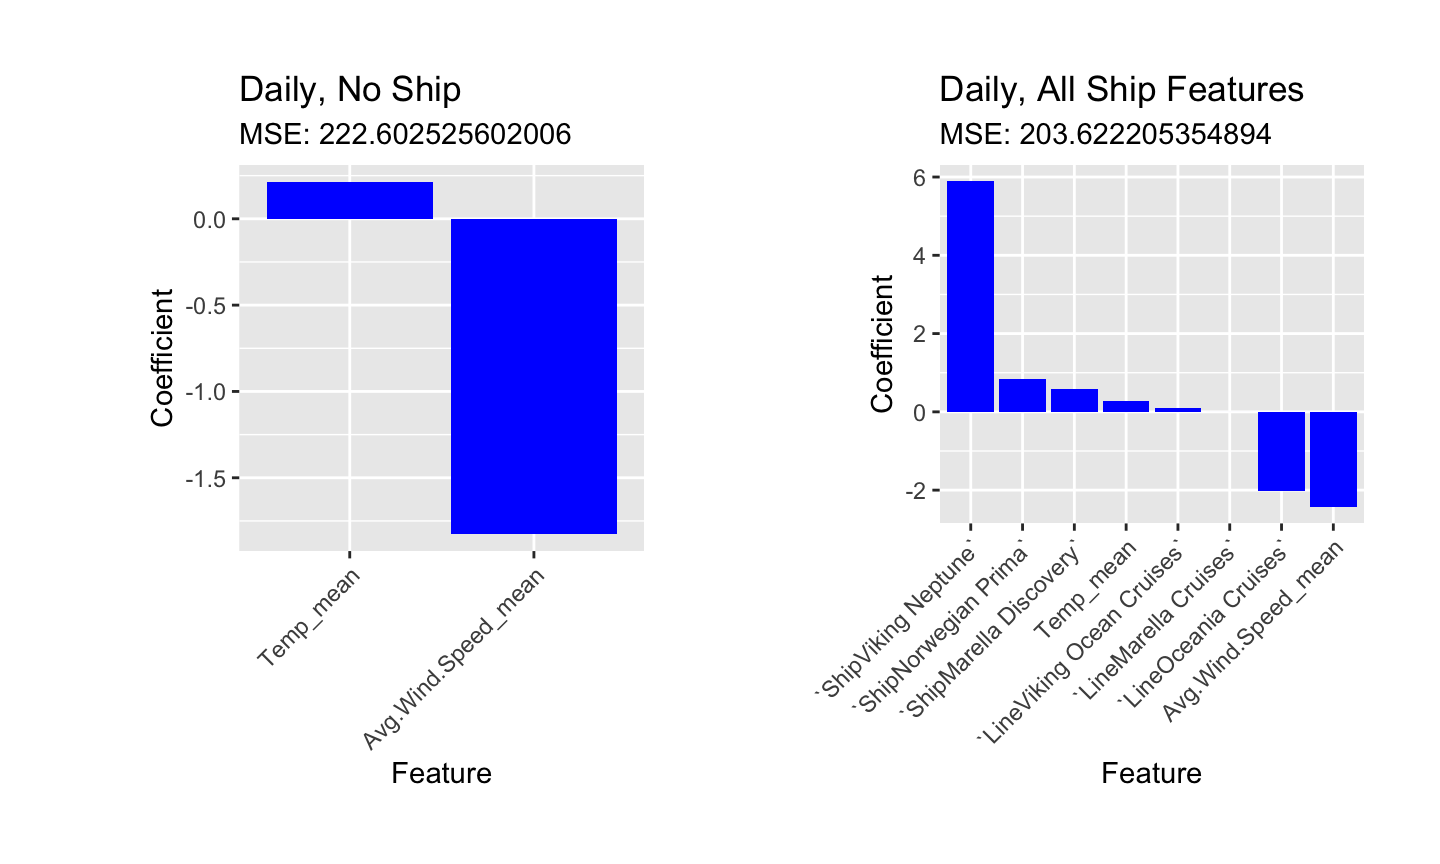 Daily, No Ship
MSE: 222.602525602006
Coefficient
0.0
-0.5
-1.0
-1.5
Temp_mean
Avg.Wind.Speed_mean
Feature
Daily, All Ship Features
MSE: 203.622205354894
Coefficient
6
4
2
0
-2
`ShipViking Neptune`
`ShipNorwegian Prima`
`ShipMarella Discovery`
Temp_mean
`LineViking Ocean Cruises`
`LineMarella Cruises`
`LineOceania Cruises`
Avg.Wind.Speed_mean
Feature